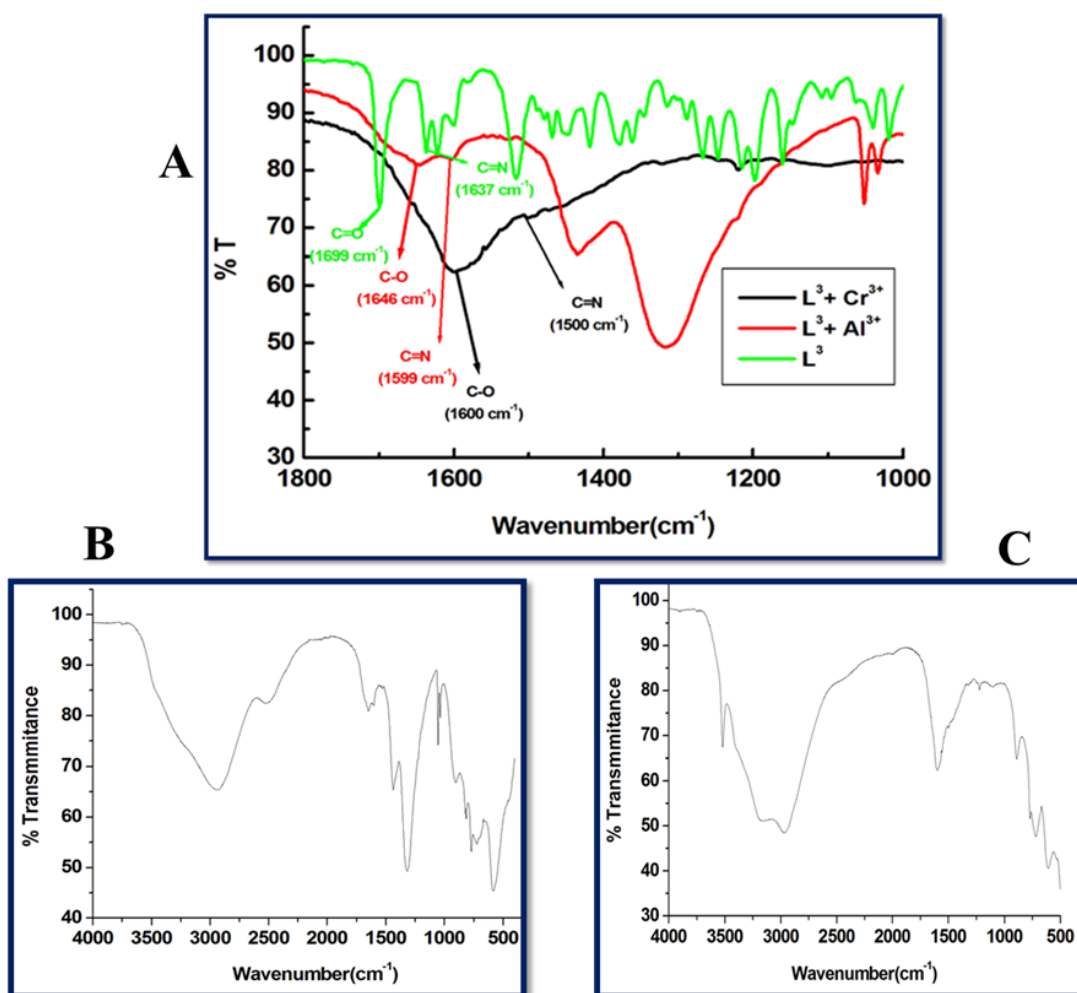 A
100
90
80
70
60
50
40
30
% T
1800
1600
1400
1200
1000
Wavenumber(cm⁻¹)
C=O
(1699 cm⁻¹)
C=N
(1637 cm⁻¹)
C-O
(1646 cm⁻¹)
C=N
(1599 cm⁻¹)
C=N
(1500 cm⁻¹)
C-O
(1600 cm⁻¹)
L³ + Cr³⁺
L³ + Al³⁺
L³
B
100
90
80
70
60
50
40
% Transmmitance
4000 3500 3000 2500 2000 1500 1000 500
Wavenumber(cm⁻¹)
C
100
90
80
70
60
50
40
30
% Transmmitance
4000 3500 3000 2500 2000 1500 1000 500
Wavenumber(cm⁻¹)